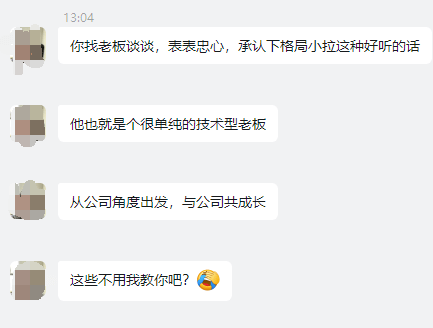 13:04
你找老板谈谈，表表忠心，承认下格局小拉这种好听的话
他也就是个很单纯的技术型老板
从公司角度出发，与公司共成长
这些不用我教你吧？